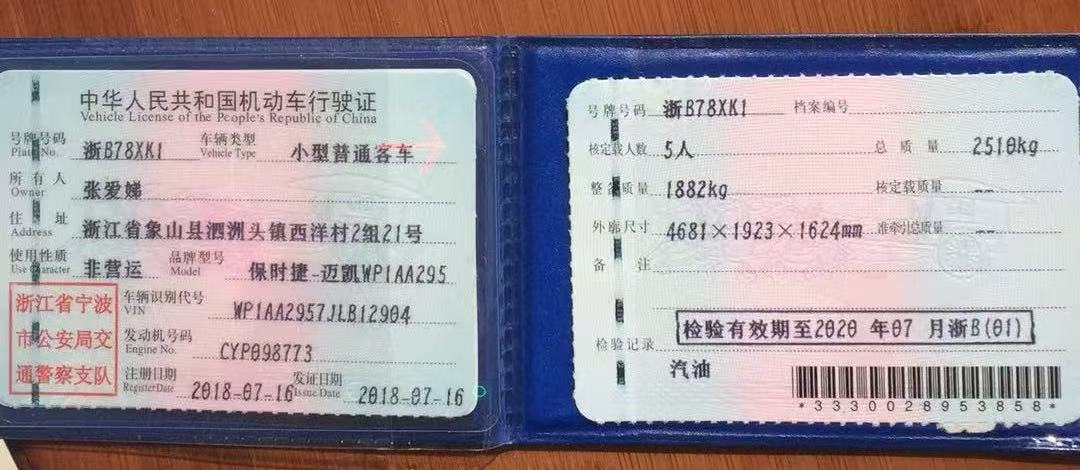 中华人民共和国机动车行驶证
Vehicle License of the People's Republic of China
号牌号码 浙B78XK1 车辆类型 小型普通客车
Plate No. Vehicle Type
所有人 张爱娣
Owner
住址 浙江省象山县泗洲头镇西洋村2组21号
Address
使用性质 非营运 品牌型号 保时捷-迈凯WP1AA295
Use Character Model
浙江省宁波
市公安局交
通警察支队
车辆识别代号 WP1AA2957JLB12904
VIN
发动机号码 CYP098773
Engine No.
注册日期 2018-07-16 发证日期 2018-07-16
Register Date Issue Date
号牌号码 浙B78XK1 档案编号
核定载人数 5人 总质量 2510kg
整备质量 1882kg 核定载质量 --
外廓尺寸 4681×1923×1624mm 准牵引总质量 --
备注
检验记录 检验有效期至2020 年07 月浙B(01)
汽油
*3330028953858*